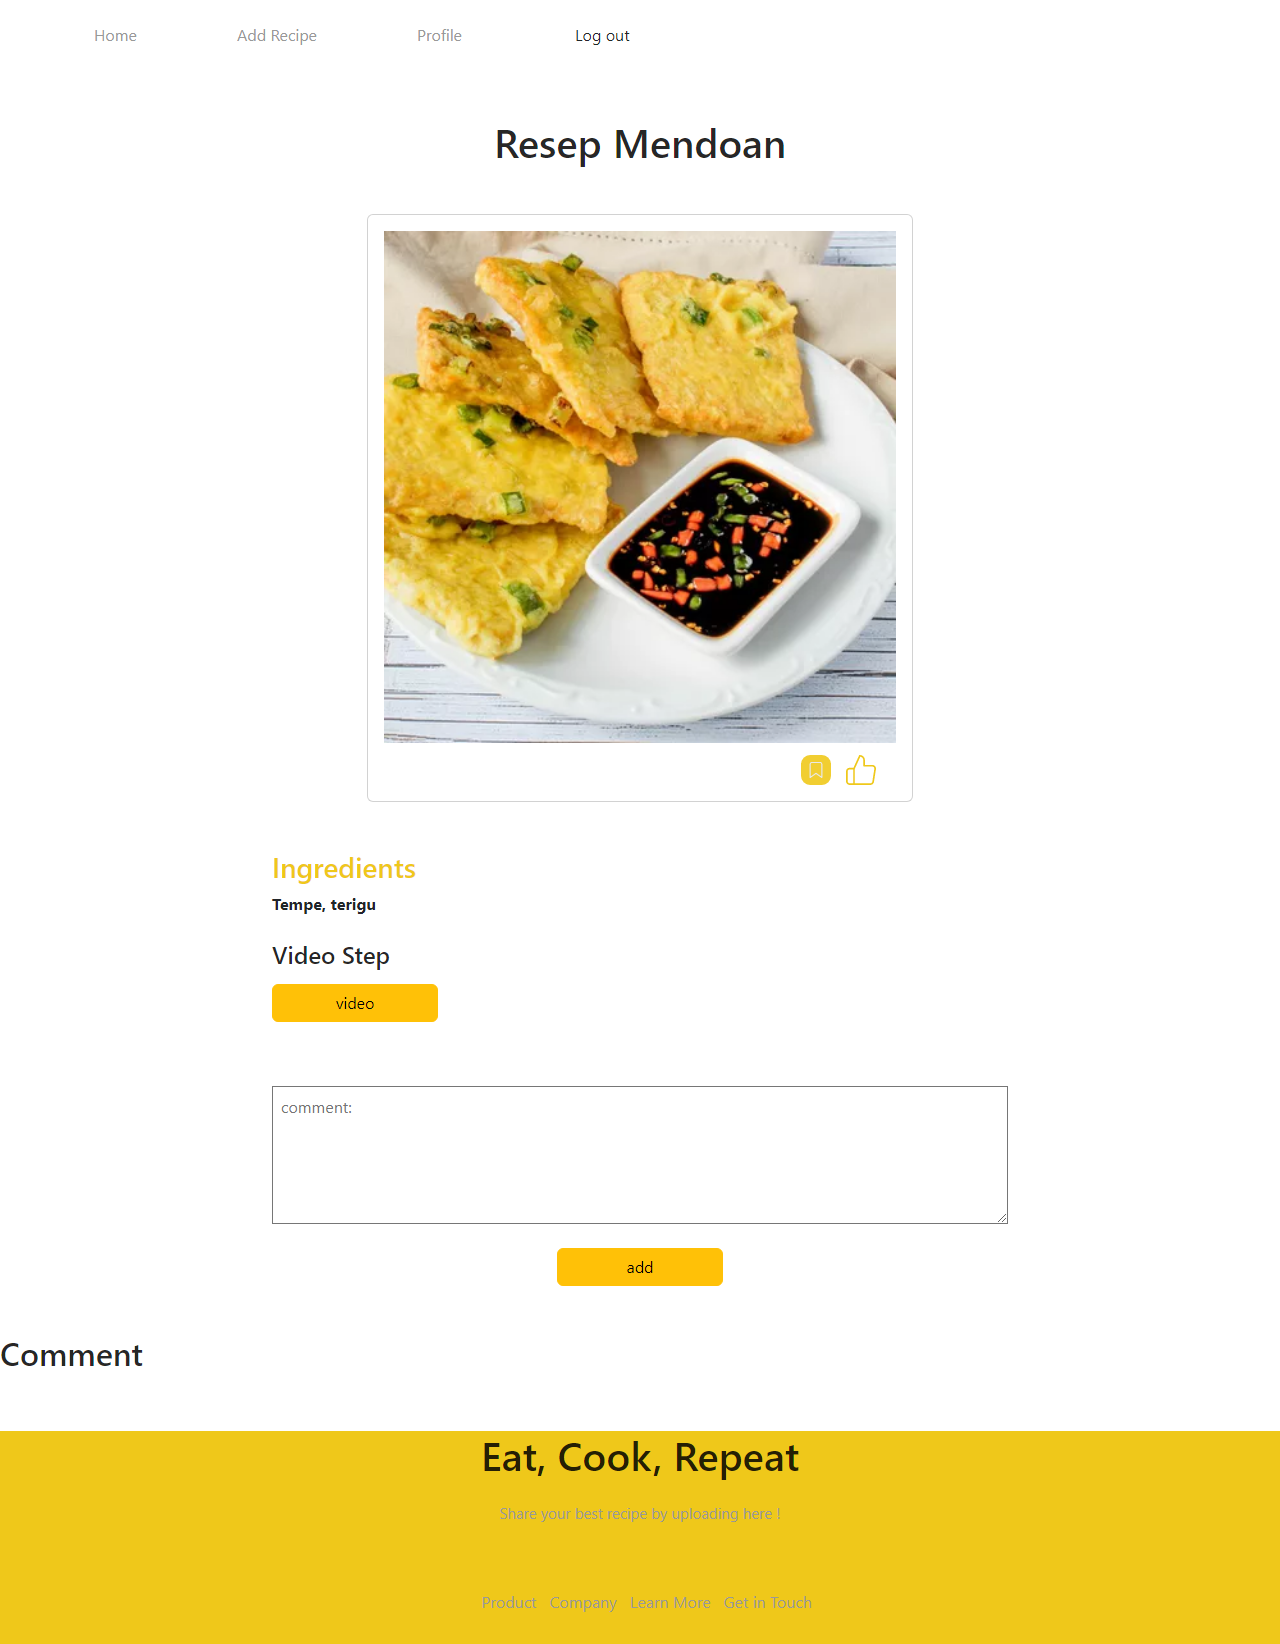 Home Add Recipe Profile Log out
Resep Mendoan
Ingredients
Tempe, terigu
Video Step
video
comment:
add
Comment
Eat, Cook, Repeat
Share your best recipe by uploading here !
Product Company Learn More Get in Touch